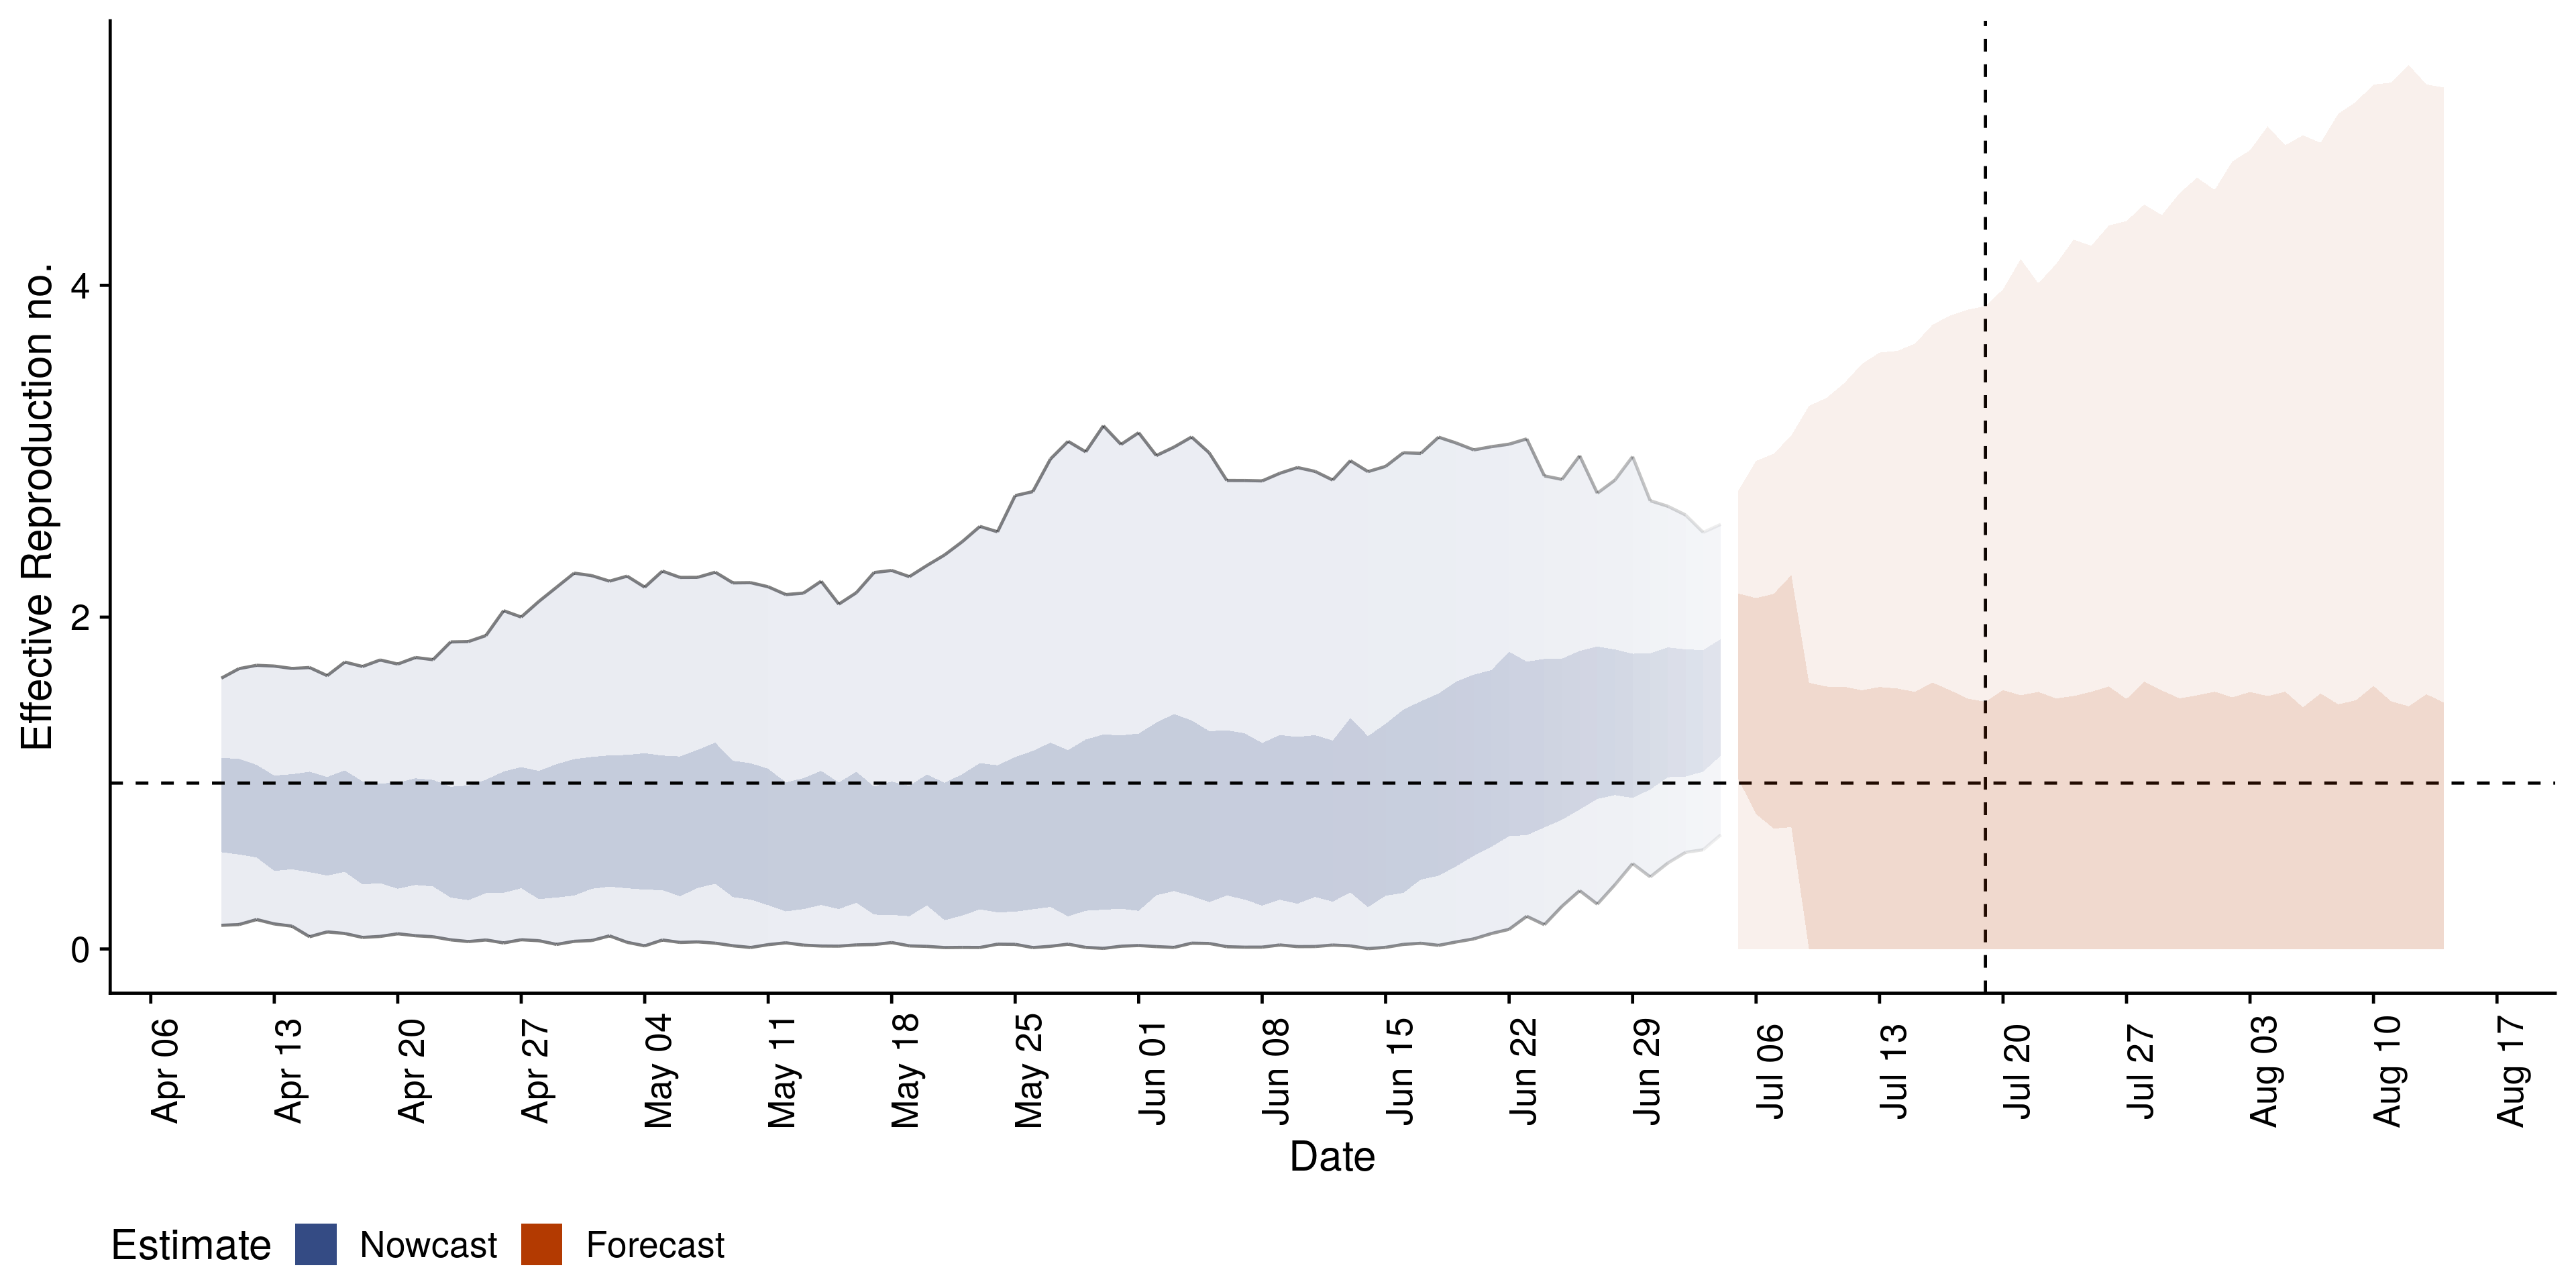 Effective Reproduction no.
4
2
0
Apr 06
Apr 13
Apr 20
Apr 27
May 04
May 11
May 18
May 25
Jun 01
Jun 08
Jun 15
Jun 22
Jun 29
Jul 06
Jul 13
Jul 20
Jul 27
Aug 03
Aug 10
Aug 17
Date
Estimate Nowcast Forecast